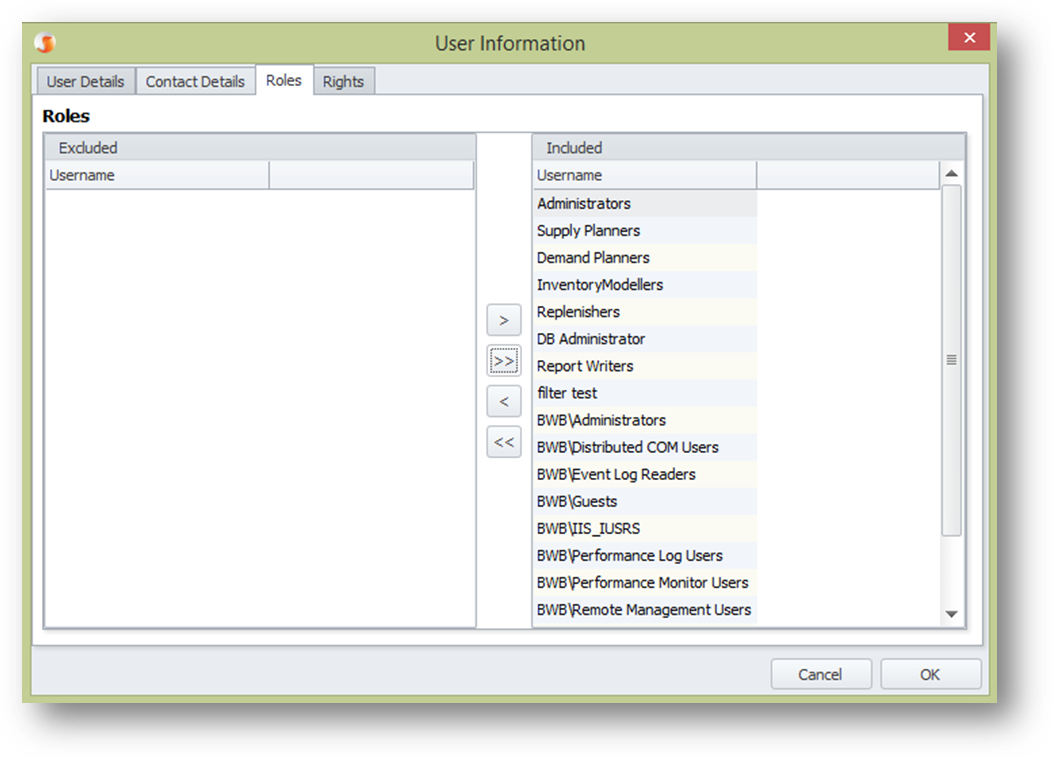 User Information
User Details Contact Details Roles Rights
Roles
Excluded
Username
>
>>
<
<<
Included
Username
Administrators
Supply Planners
Demand Planners
InventoryModellers
Replenishers
DB Administrator
Report Writers
filter test
BWB\Administrators
BWB\Distributed COM Users
BWB\Event Log Readers
BWB\Guests
BWB\IIS_IUSRS
BWB\Performance Log Users
BWB\Performance Monitor Users
BWB\Remote Management Users
Cancel OK